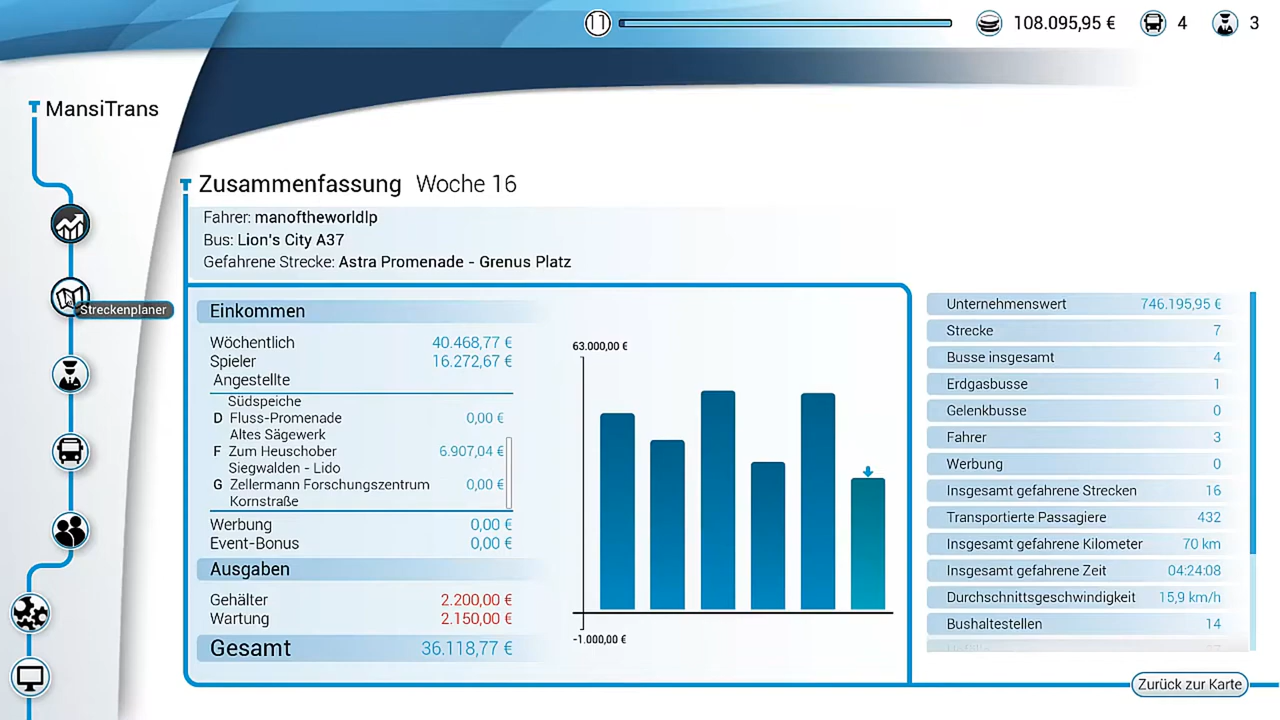 11 108.095,95 € 4 3
MansiTrans
Zusammenfassung Woche 16
Fahrer: manoftheworldlp
Bus: Lion's City A37
Gefahrene Strecke: Astra Promenade - Grenus Platz
Streckenplaner
Einkommen
Wöchentlich 40.468,77 €
Spieler 16.272,67 €
Angestellte
Südspeiche
D Fluss-Promenade 0,00 €
Altes Sägewerk
F Zum Heuschober 6.907,04 €
Siegwalden - Lido
G Zellermann Forschungszentrum 0,00 €
Kornstraße
Werbung 0,00 €
Event-Bonus 0,00 €
Ausgaben
Gehälter 2.200,00 €
Wartung 2.150,00 €
Gesamt 36.118,77 €
63.000,00 €
-1.000,00 €
Unternehmenswert 746.195,95 €
Strecke 7
Busse insgesamt 4
Erdgasbusse 1
Gelenkbusse 0
Fahrer 3
Werbung 0
Insgesamt gefahrene Strecken 16
Transportierte Passagiere 432
Insgesamt gefahrene Kilometer 70 km
Insgesamt gefahrene Zeit 04:24:08
Durchschnittsgeschwindigkeit 15,9 km/h
Bushaltestellen 14
Zurück zur Karte